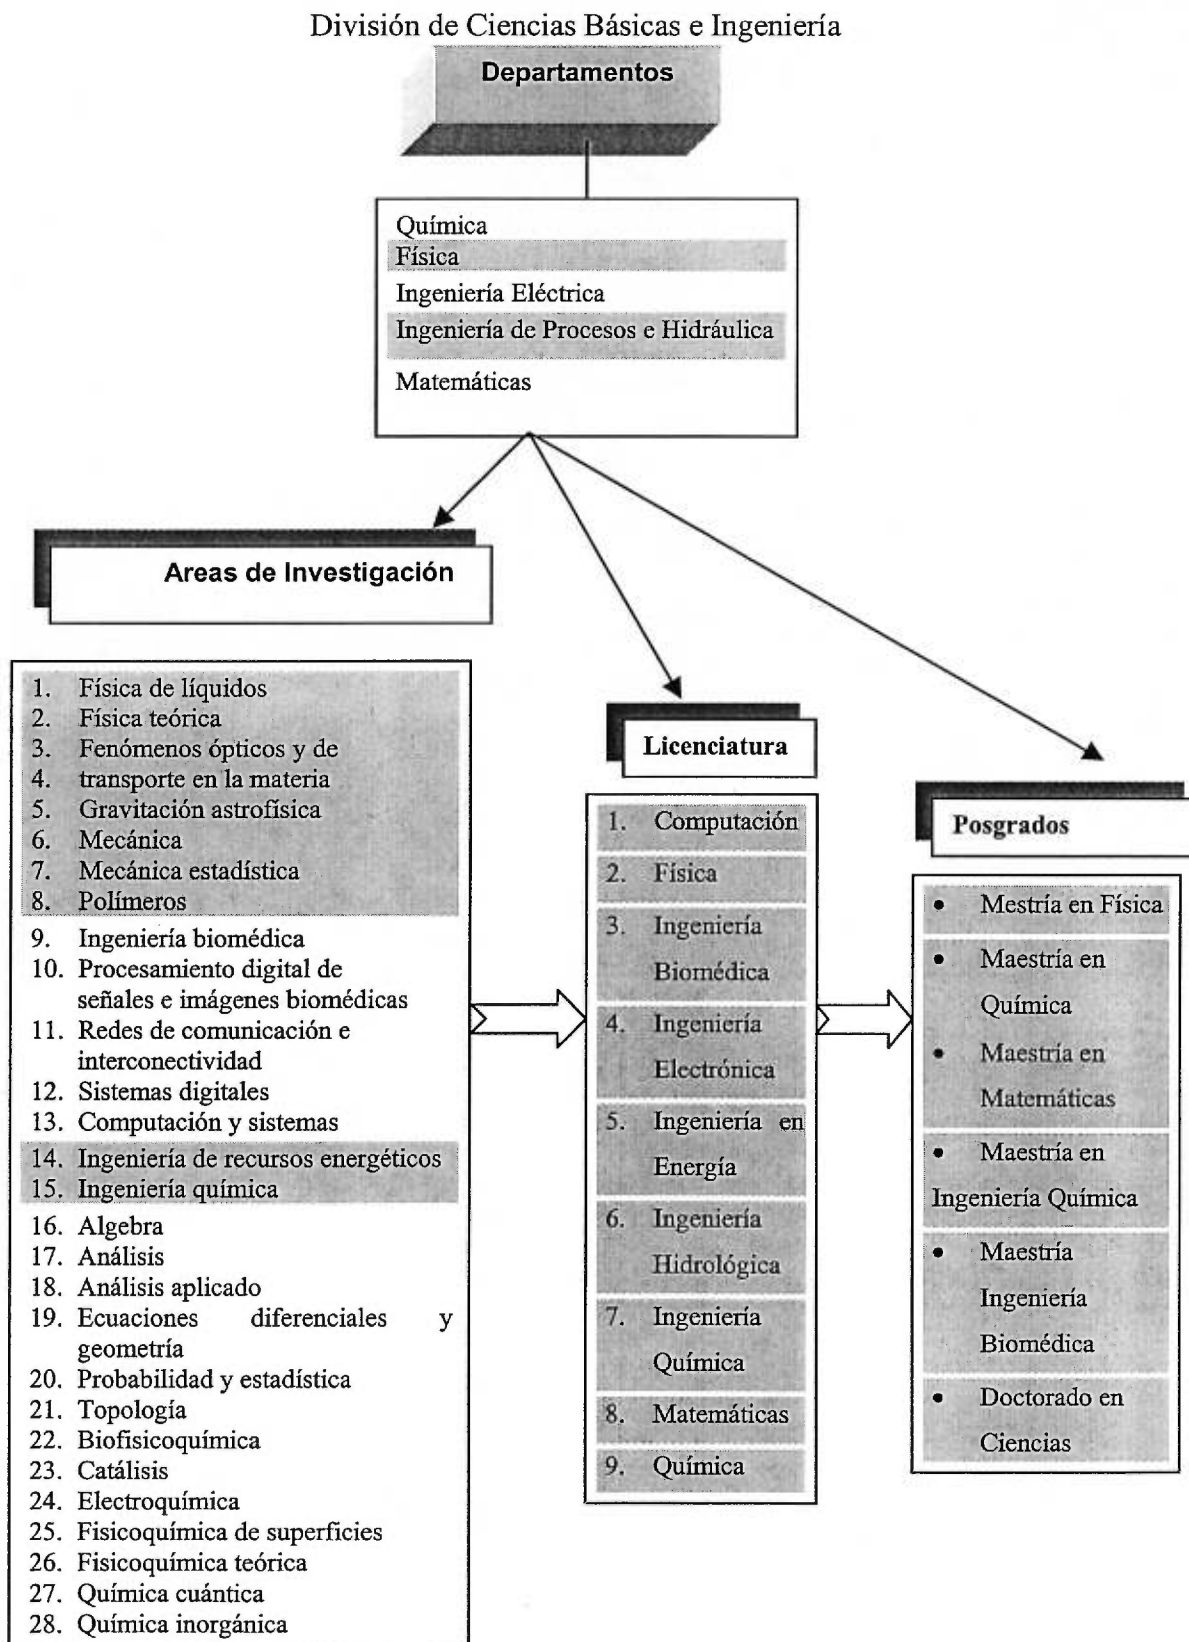 División de Ciencias Básicas e Ingeniería
Departamentos
Química
Física
Ingeniería Eléctrica
Ingeniería de Procesos e Hidráulica
Matemáticas
Areas de Investigación
1. Física de líquidos
2. Física teórica
3. Fenómenos ópticos y de
4. transporte en la materia
5. Gravitación astrofísica
6. Mecánica
7. Mecánica estadística
8. Polímeros
9. Ingeniería biomédica
10. Procesamiento digital de
señales e imágenes biomédicas
11. Redes de comunicación e
interconectividad
12. Sistemas digitales
13. Computación y sistemas
14. Ingeniería de recursos energéticos
15. Ingeniería química
16. Algebra
17. Análisis
18. Análisis aplicado
19. Ecuaciones diferenciales y
geometría
20. Probabilidad y estadística
21. Topología
22. Biofisicoquímica
23. Catálisis
24. Electroquímica
25. Fisicoquímica de superficies
26. Fisicoquímica teórica
27. Química cuántica
28. Química inorgánica
Licenciatura
1. Computación
2. Física
3. Ingeniería
Biomédica
4. Ingeniería
Electrónica
5. Ingeniería en
Energía
6. Ingeniería
Hidrológica
7. Ingeniería
Química
8. Matemáticas
9. Química
Posgrados
• Mestría en Física
• Maestría en
Química
• Maestría en
Matemáticas
• Maestría en
Ingeniería Química
• Maestría
Ingeniería
Biomédica
• Doctorado en
Ciencias